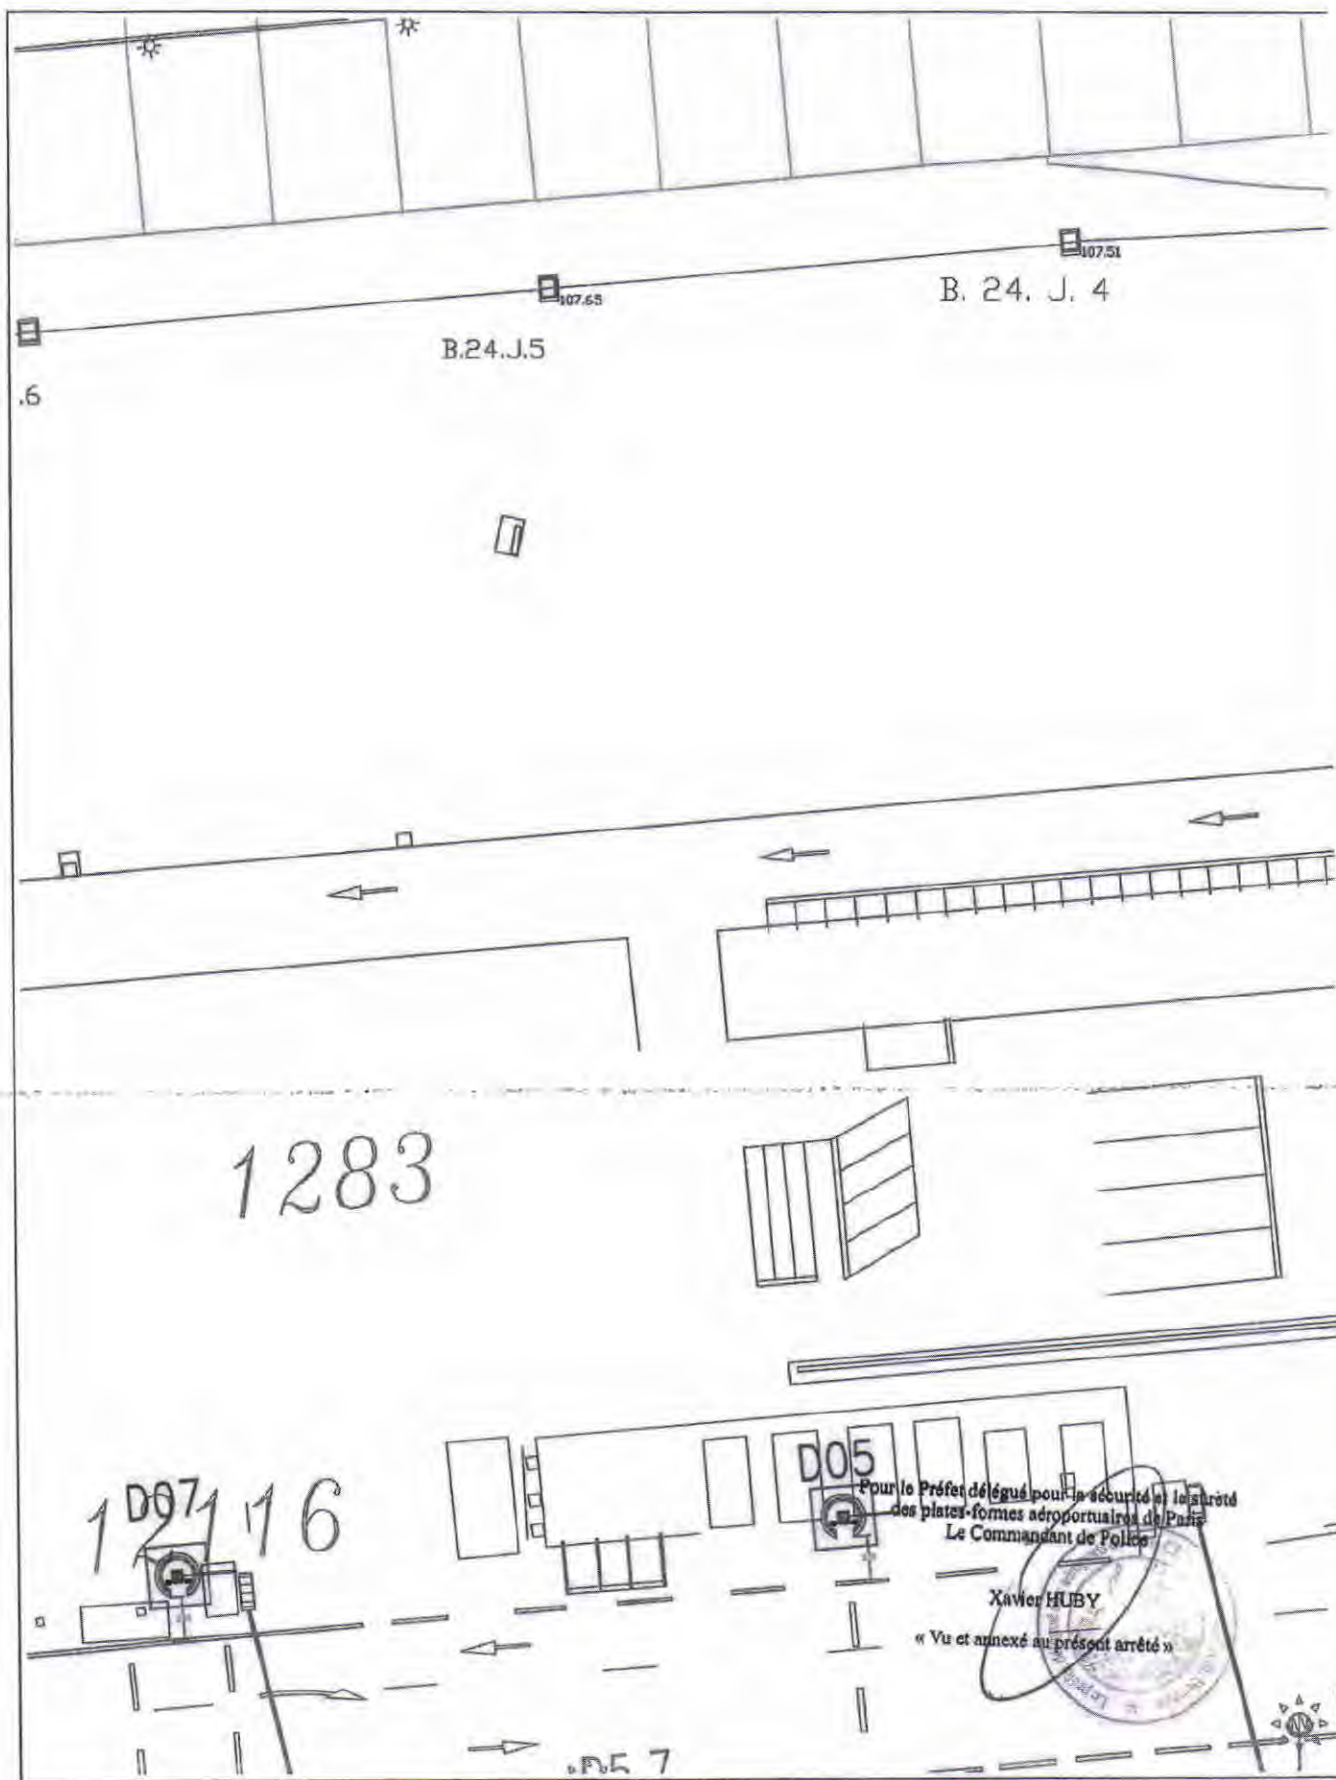 107.51
B. 24. J. 4
107.65
B.24.J.5
.6
1283
D05
D07
Pour le Préfet délégué pour la sécurité et la sûreté
des plates-formes aéroportuaires de Paris
Le Commandant de Police
Xavier HUBY
« Vu et annexé au présent arrêté »